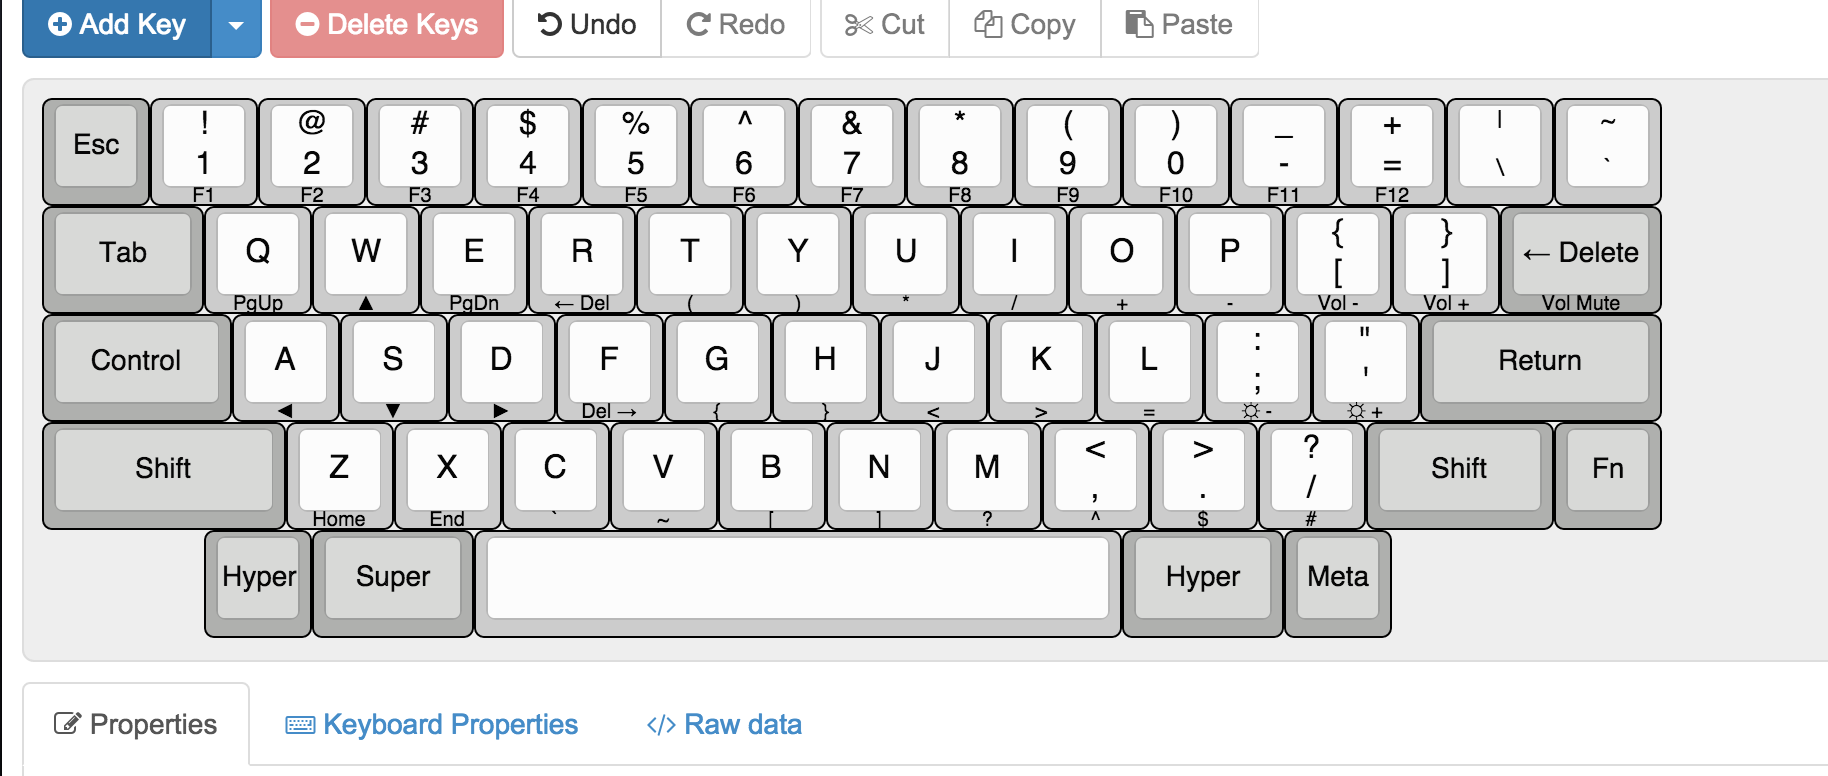 Add Key Delete Keys Undo Redo Cut Copy Paste
Esc ! @ # $ % ^ & * ( ) _ + | ~
1 2 3 4 5 6 7 8 9 0 - = \ `
F1 F2 F3 F4 F5 F6 F7 F8 F9 F10 F11 F12
Tab Q W E R T Y U I O P { } ← Delete
[ ]
PgUp ▲ PgDn ← Del ( ) * / + - Vol - Vol + Vol Mute
Control A S D F G H J K L : " Return
; '
◀ ▼ ▶ Del → { } < > = ☼ - ☼ +
Shift Z X C V B N M < > ? Shift Fn
, . /
Home End ` ~ [ ] ? ^ $ #
Hyper Super Hyper Meta
Properties Keyboard Properties </> Raw data